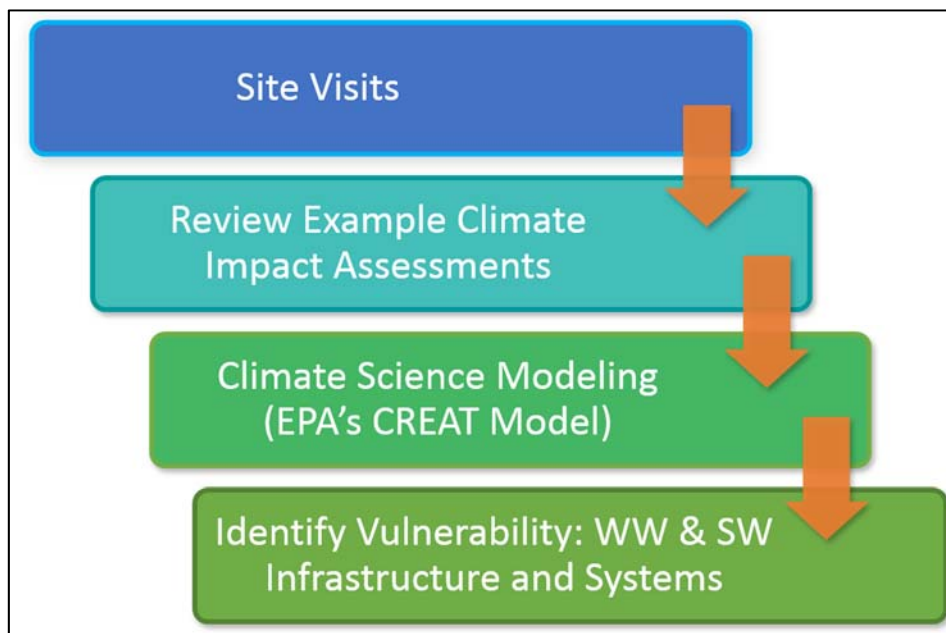 Site Visits
Review Example Climate
Impact Assessments
Climate Science Modeling
(EPA's CREAT Model)
Identify Vulnerability: WW & SW
Infrastructure and Systems